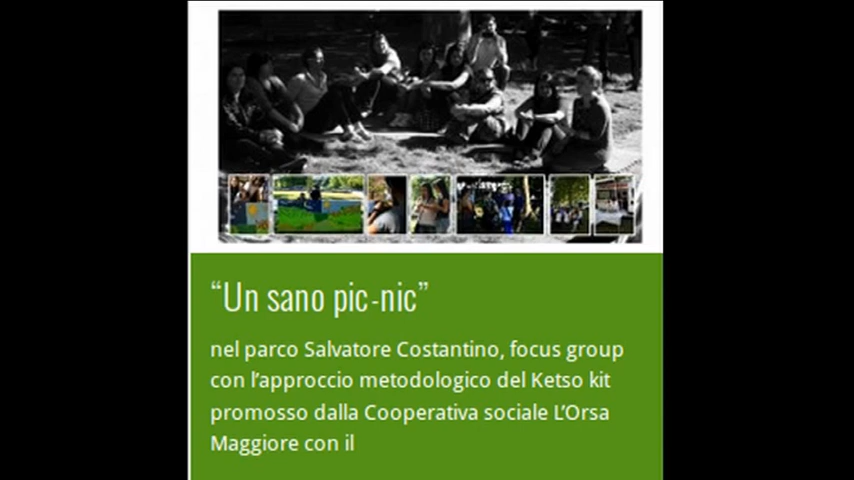 “Un sano pic-nic”
nel parco Salvatore Costantino, focus group
con l’approccio metodologico del Ketso kit
promosso dalla Cooperativa sociale L’Orsa
Maggiore con il